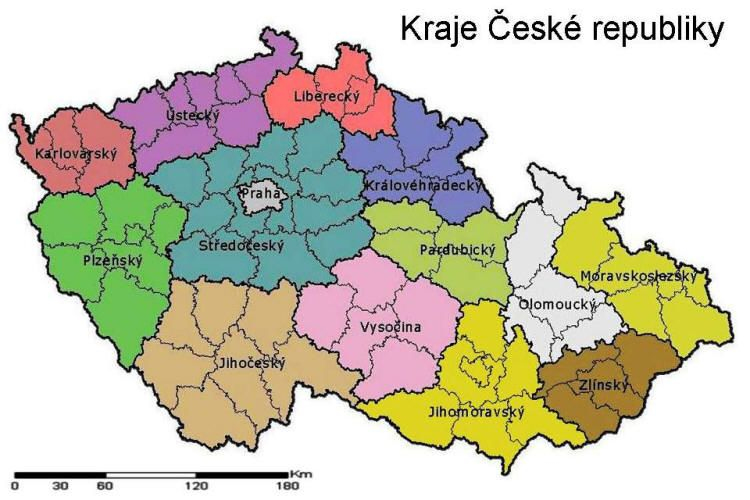 Kraje České republiky
Liberecký
Ústecký
Karlovarský
Královéhradecký
Praha
Středočeský
Pardubický
Plzeňský
Moravskoslezský
Olomoucký
Vysočina
Jihočeský
Zlínský
Jihomoravský
Km
0 30 60 120 180